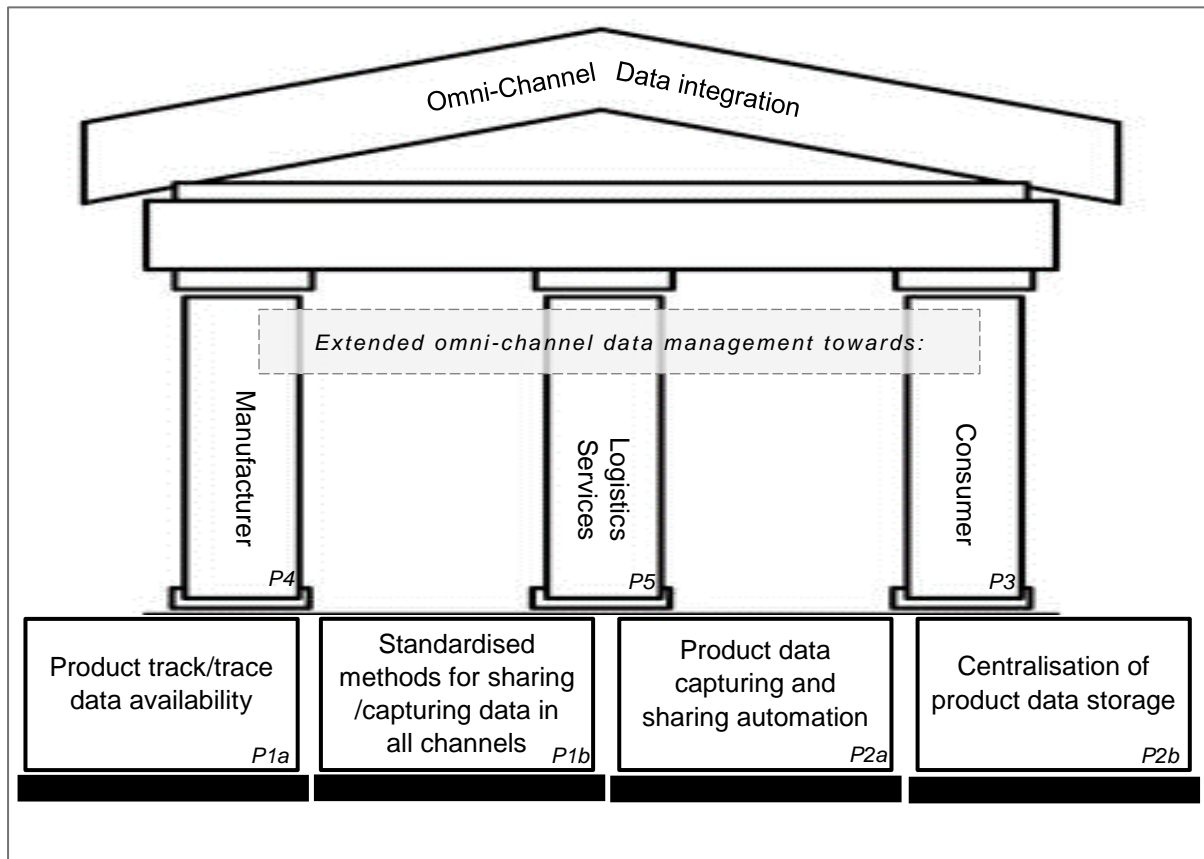 Omni-Channel Data integration
Extended omni-channel data management towards:
Manufacturer
P4
Logistics
Services
P5
Consumer
P3
Product track/trace
data availability
P1a
Standardised
methods for sharing
/capturing data in
all channels
P1b
Product data
capturing and
sharing automation
P2a
Centralisation of
product data storage
P2b